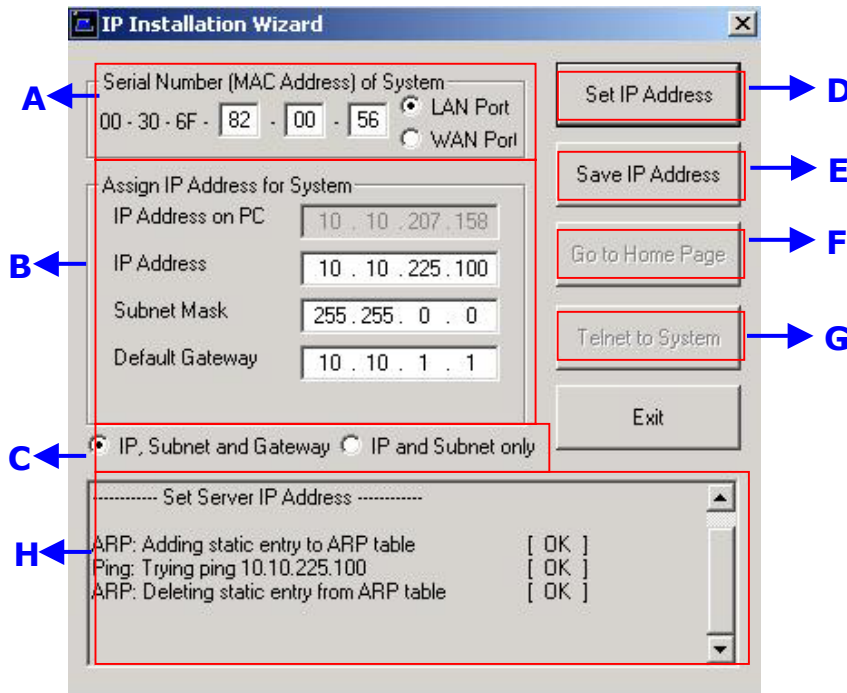 IP Installation Wizard
A
Serial Number (MAC Address) of System
00 - 30 - 6F - 82 - 00 - 56
LAN Port
WAN Port
B
Assign IP Address for System
IP Address on PC 10 . 10 . 207 . 158
IP Address 10 . 10 . 225 . 100
Subnet Mask 255 . 255 . 0 . 0
Default Gateway 10 . 10 . 1 . 1
C
IP, Subnet and Gateway IP and Subnet only
Set IP Address D
Save IP Address E
Go to Home Page F
Telnet to System G
Exit
H
----------- Set Server IP Address ------------
ARP: Adding static entry to ARP table [ OK ]
Ping: Trying ping 10.10.225.100 [ OK ]
ARP: Deleting static entry from ARP table [ OK ]